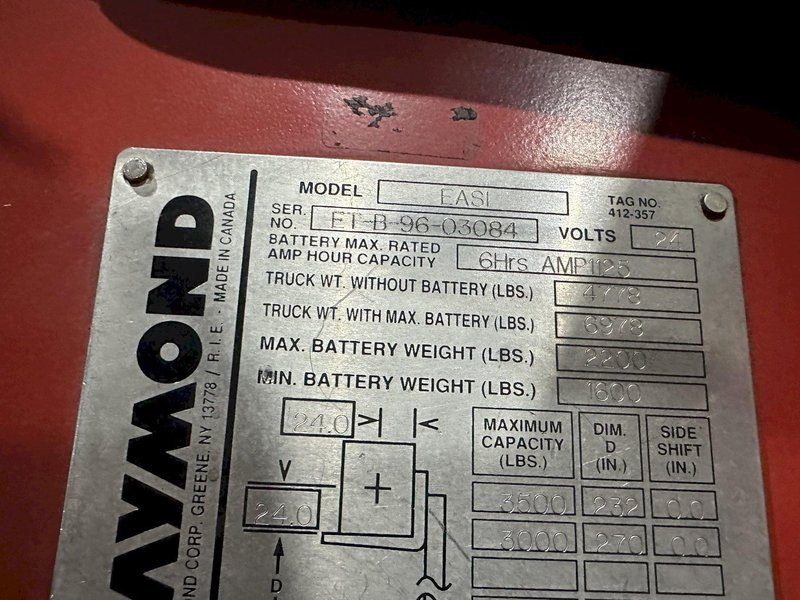 MODEL EASI
TAG NO.
412-357
SER.
NO. ET-B-96-03084 VOLTS 24
BATTERY MAX. RATED
AMP HOUR CAPACITY 6Hrs AMP1125
TRUCK WT. WITHOUT BATTERY (LBS.) 4778
TRUCK WT. WITH MAX. BATTERY (LBS.) 6978
MAX. BATTERY WEIGHT (LBS.) 2200
MIN. BATTERY WEIGHT (LBS.) 1600
24.0
24.0
D
MAXIMUM CAPACITY (LBS.) DIM. D (IN.) SIDE SHIFT (IN.)
3500 232 0.0
3000 270 0.0
AYMOND
OND CORP. GREENE, NY 13778 / R.I.E. - MADE IN CANADA